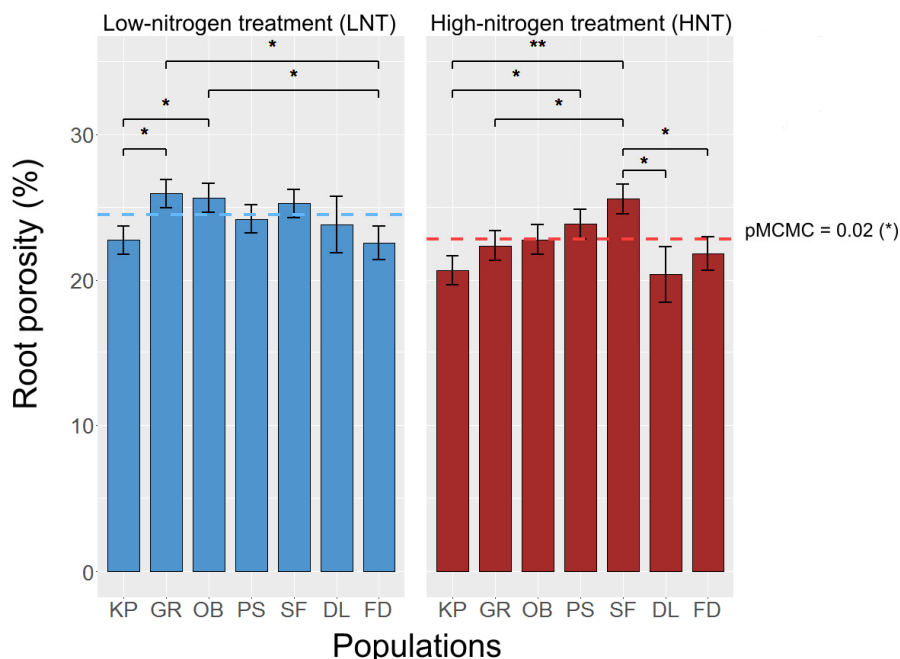 Low-nitrogen treatment (LNT)
High-nitrogen treatment (HNT)
Root porosity (%)
30
20
10
0
*
*
*
*
**
*
*
*
*
pMCMC = 0.02 (*)
KP GR OB PS SF DL FD
KP GR OB PS SF DL FD
Populations